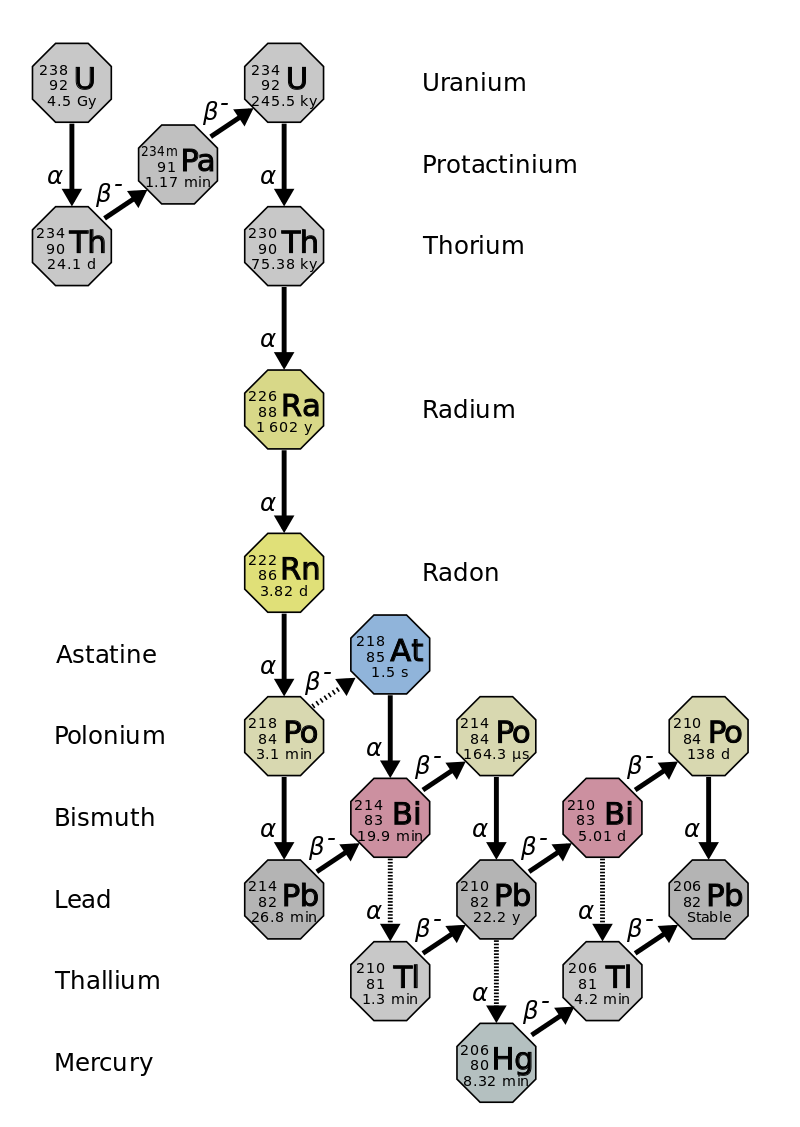 238
92
U
4.5 Gy
234
92
U
245.5 ky
Uranium
β⁻
234m
91
Pa
1.17 min
Protactinium
α
β⁻
α
234
90
Th
24.1 d
230
90
Th
75.38 ky
Thorium
α
226
88
Ra
1 602 y
Radium
α
222
86
Rn
3.82 d
Radon
Astatine
218
85
At
1.5 s
α
β⁻
Polonium
218
84
Po
3.1 min
214
84
Po
164.3 µs
210
84
Po
138 d
α
β⁻
β⁻
Bismuth
214
83
Bi
19.9 min
210
83
Bi
5.01 d
α
β⁻
α
β⁻
α
Lead
214
82
Pb
26.8 min
210
82
Pb
22.2 y
206
82
Pb
Stable
α
β⁻
α
β⁻
Thallium
210
81
Tl
1.3 min
206
81
Tl
4.2 min
α
β⁻
Mercury
206
80
Hg
8.32 min